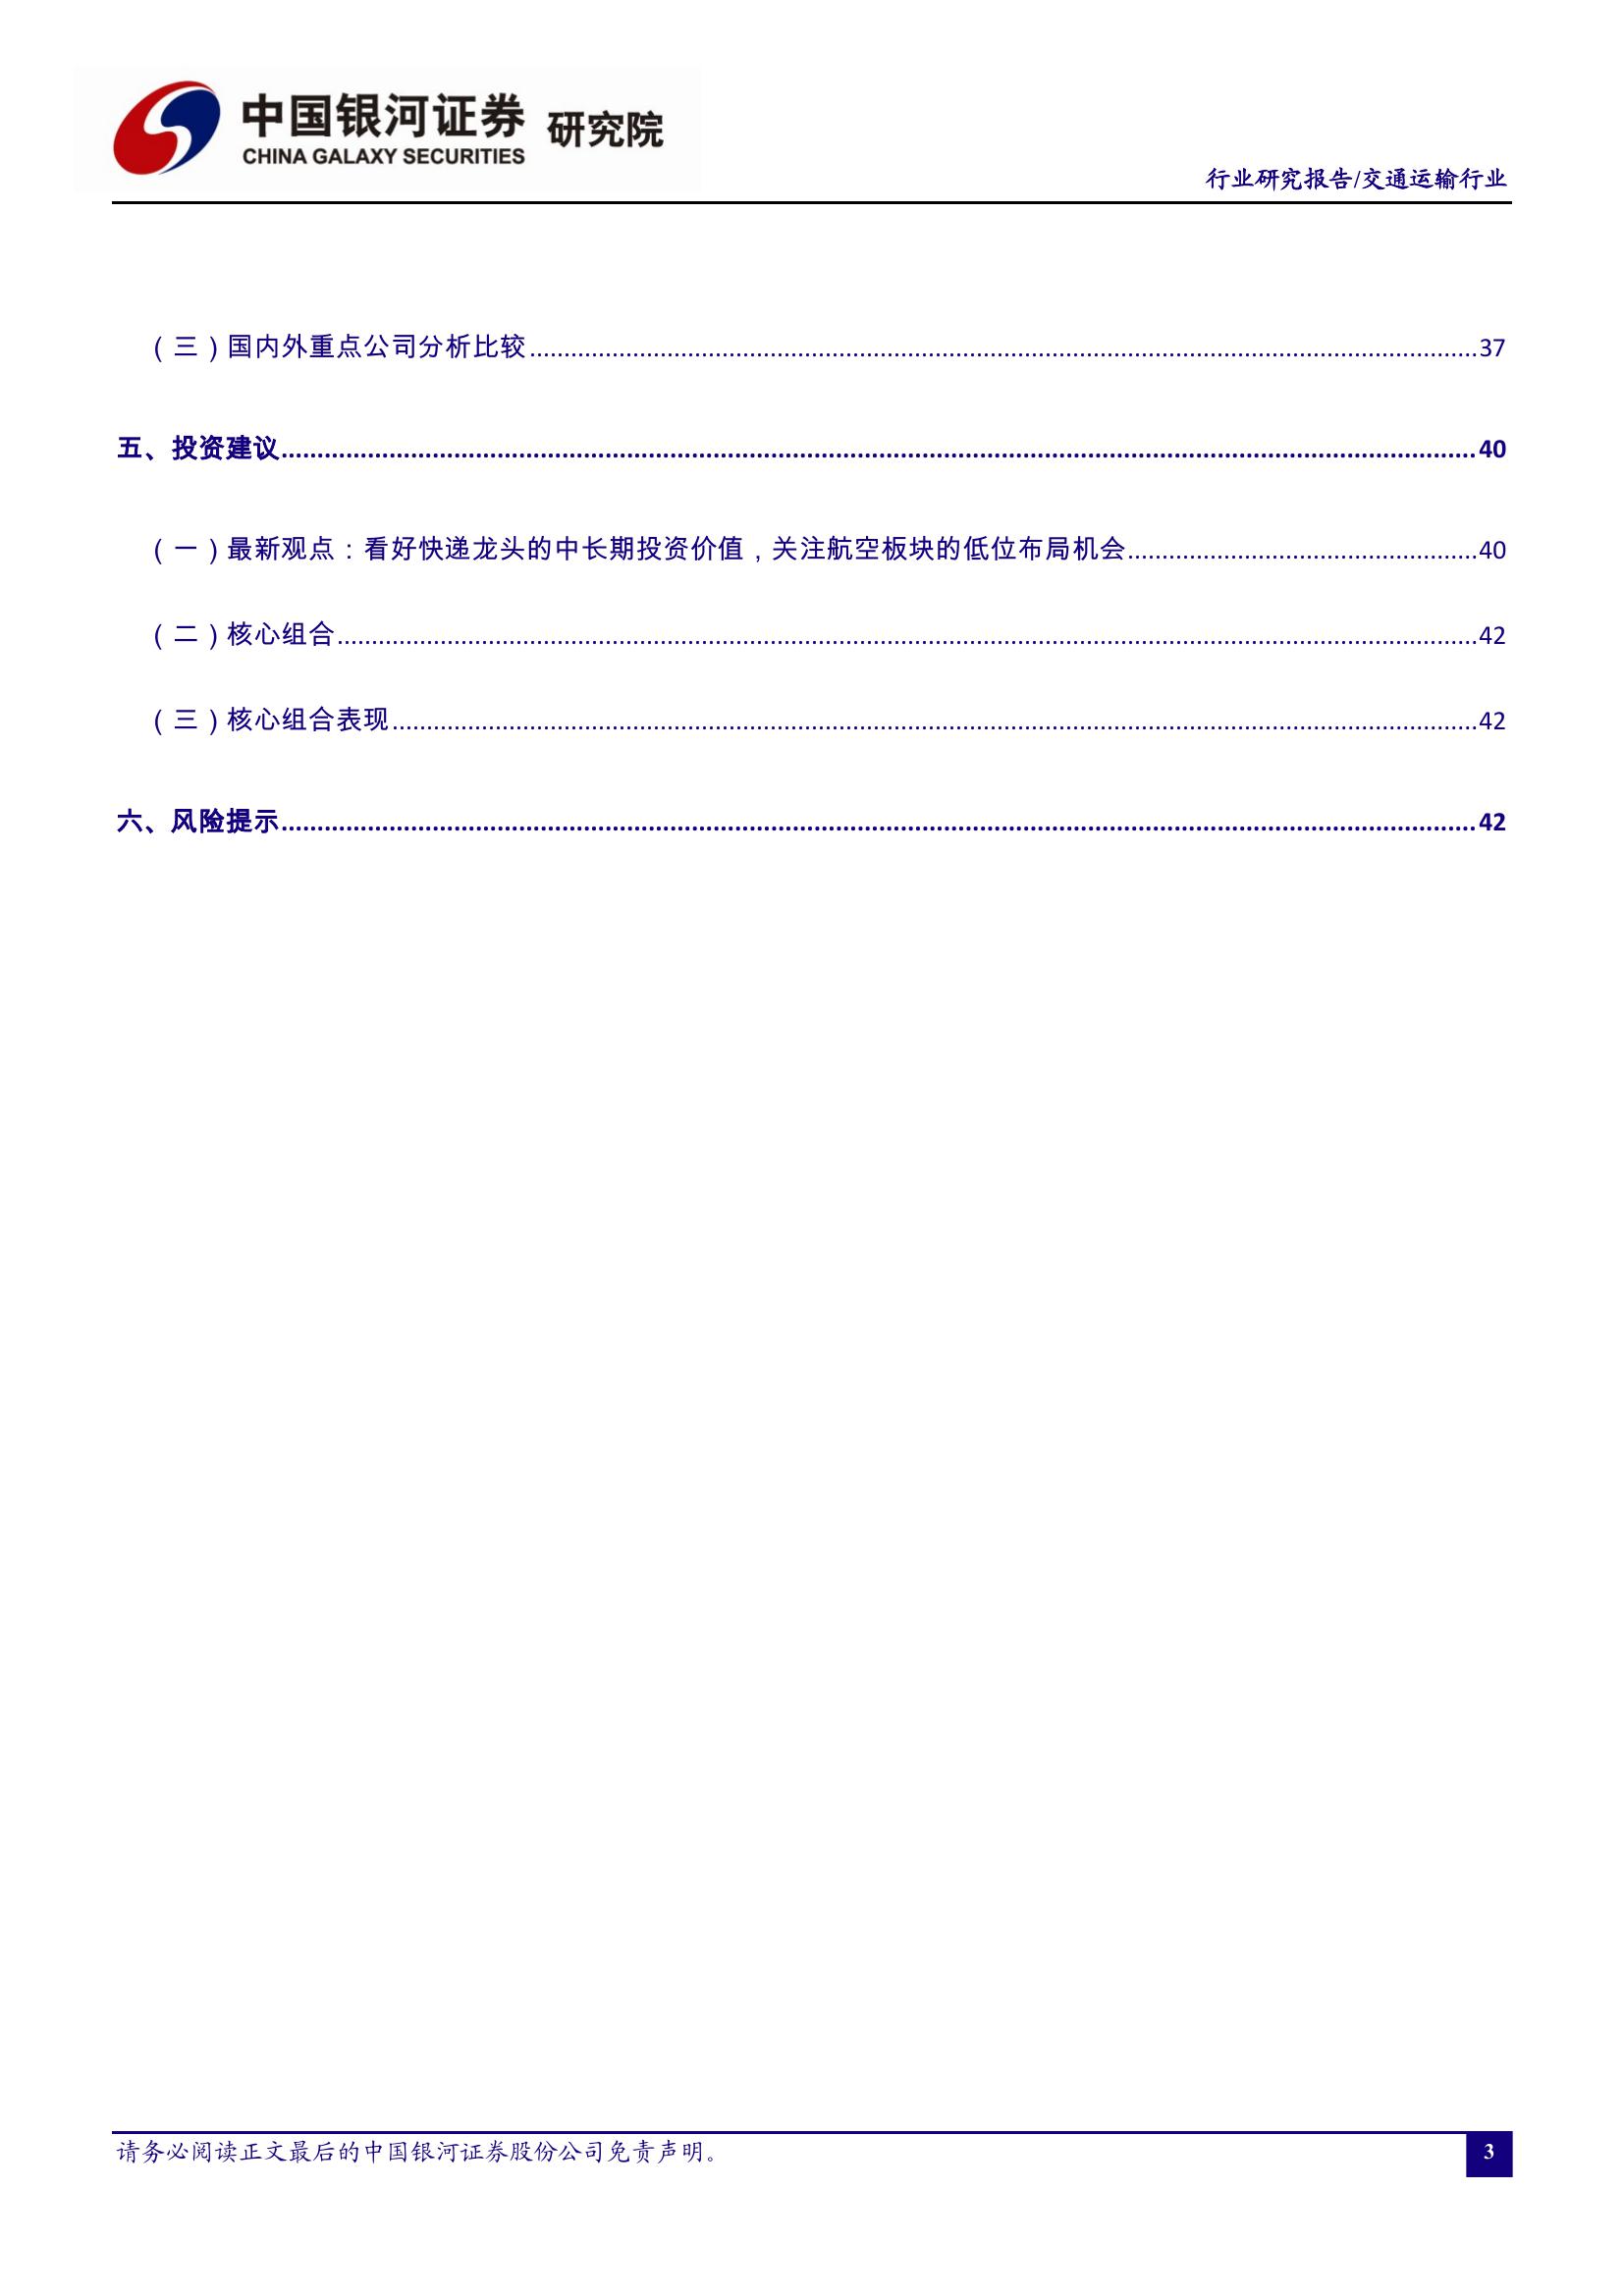 中国银河证券 研究院
CHINA GALAXY SECURITIES
行业研究报告/交通运输行业
（三）国内外重点公司分析比较........................................37
五、投资建议........................................40
（一）最新观点：看好快递龙头的中长期投资价值，关注航空板块的低位布局机会........................................40
（二）核心组合........................................42
（三）核心组合表现........................................42
六、风险提示........................................42
请务必阅读正文最后的中国银河证券股份公司免责声明。
3